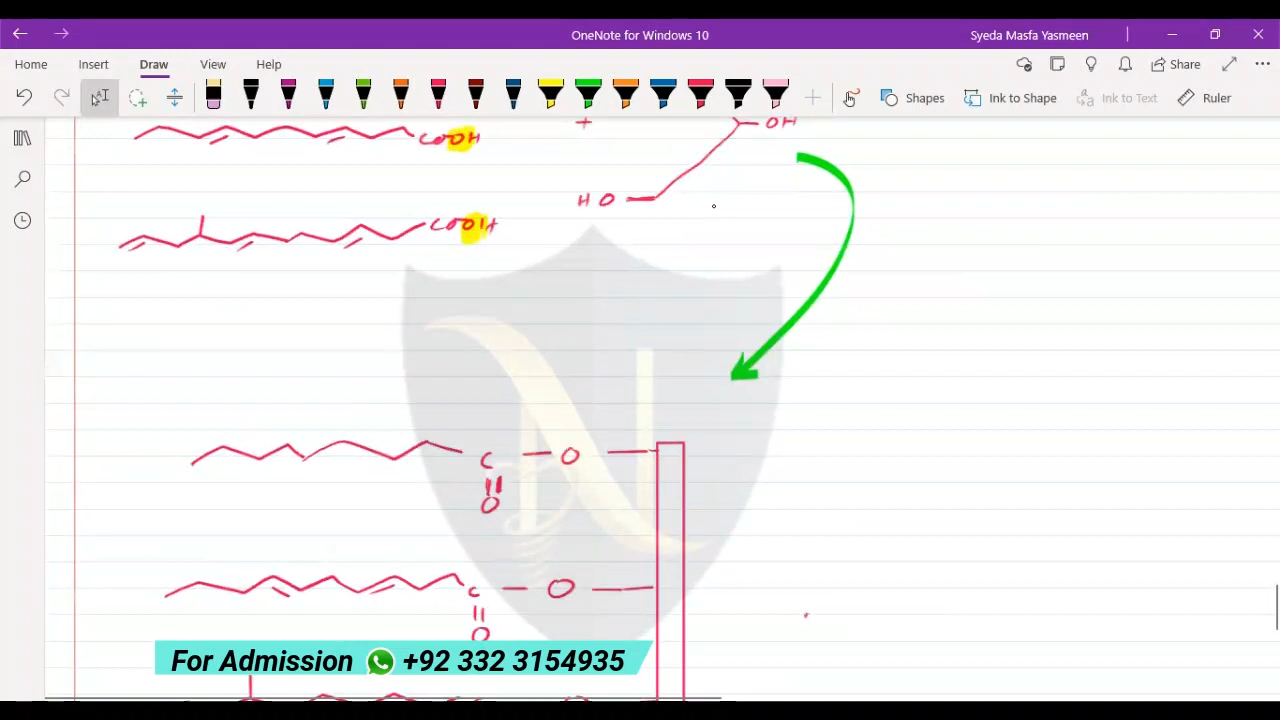 OneNote for Windows 10
Syeda Masfa Yasmeen
Home Insert Draw View Help
Share
Shapes Ink to Shape Ink to Text Ruler
COOH
+
OH
HO
COOH
C O
O
C O
O
For Admission +92 332 3154935